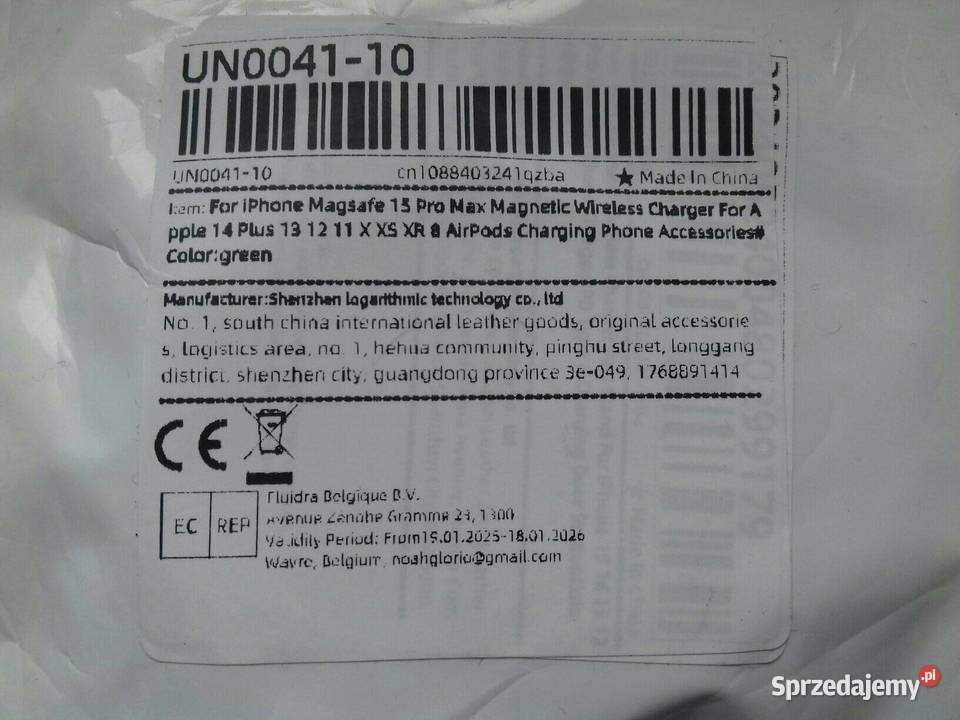 UN0041-10
UN0041-10 cn1088403241qzba ★ Made In China
Item: For iPhone Magsafe 15 Pro Max Magnetic Wireless Charger For A
pple 14 Plus 13 12 11 X XS XR 8 AirPods Charging Phone Accessories#
Color:green
Manufacturer:Shenzhen logarithmic technology co., ltd
No. 1, south china international leather goods, original accessorie
s, logistics area, no. 1, hehua community, pinghu street, longgang
district, shenzhen city, guangdong province 3e-049, 1768891414
CE
EC REP
Fluidra Belgique B.V.
Avenue Zenobe Gramme 23, 1300
Validity Period: From 15.01.2025-18.01.2026
Wavre, Belgium, noahglorio@gmail.com
Sprzedajemy.pl